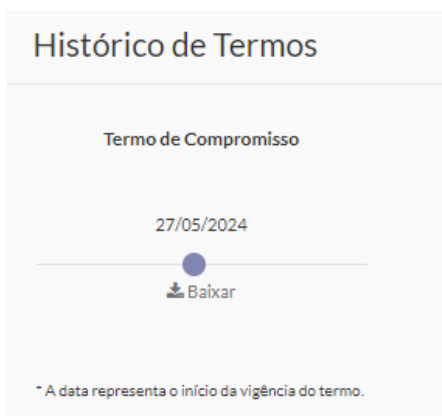 Histórico de Termos
Termo de Compromisso
27/05/2024
Baixar
* A data representa o início da vigência do termo.